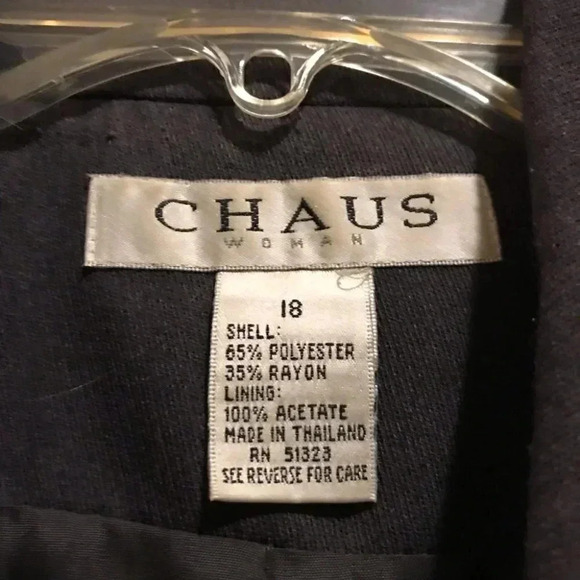 CHAUS
WOMAN
18
SHELL:
65% POLYESTER
35% RAYON
LINING:
100% ACETATE
MADE IN THAILAND
RN 51323
SEE REVERSE FOR CARE